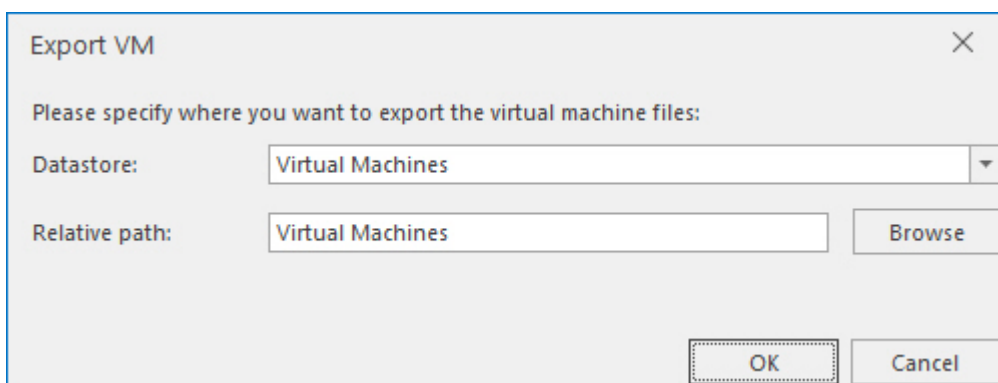 Export VM
Please specify where you want to export the virtual machine files:
Datastore: Virtual Machines
Relative path: Virtual Machines Browse
OK Cancel